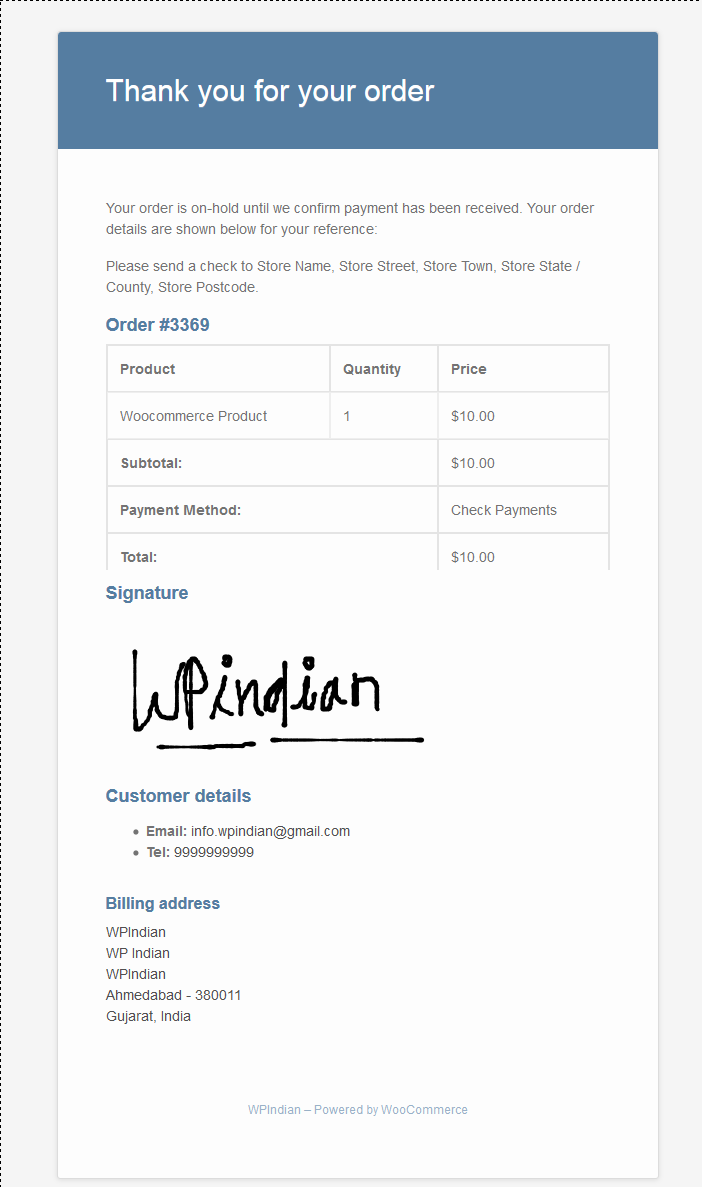 Thank you for your order
Your order is on-hold until we confirm payment has been received. Your order
details are shown below for your reference:
Please send a check to Store Name, Store Street, Store Town, Store State /
County, Store Postcode.
Order #3369
Product Quantity Price
Woocommerce Product 1 $10.00
Subtotal: $10.00
Payment Method: Check Payments
Total: $10.00
Signature
WPindian
Customer details
Email: info.wpindian@gmail.com
Tel: 9999999999
Billing address
WPIndian
WP Indian
WPIndian
Ahmedabad - 380011
Gujarat, India
WPIndian – Powered by WooCommerce